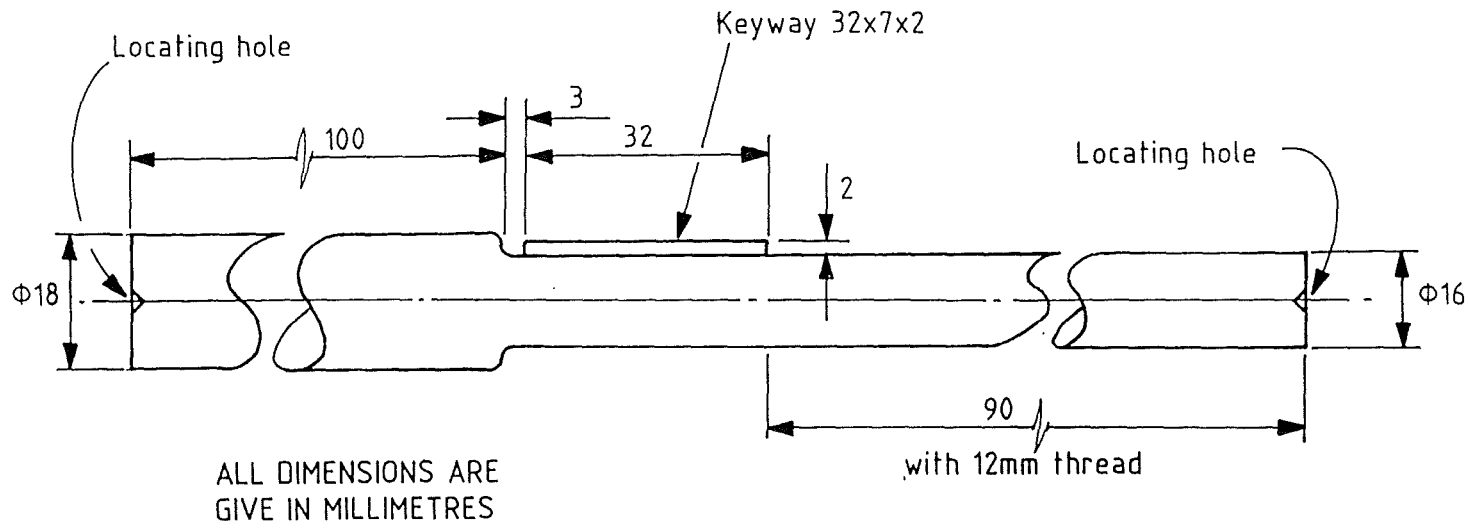 Keyway 32x7x2
Locating hole
3
100
32
Locating hole
2
Φ18
Φ16
90
with 12mm thread
ALL DIMENSIONS ARE
GIVE IN MILLIMETRES